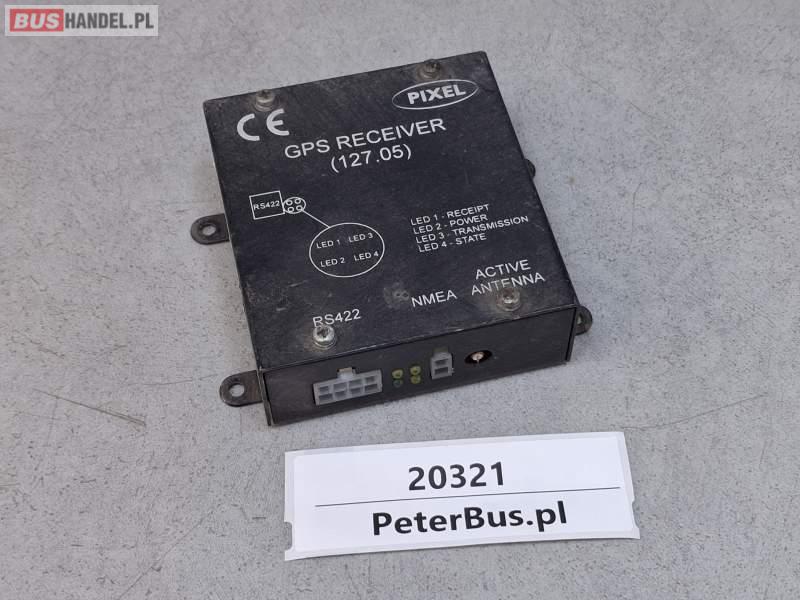 BUSHANDEL.PL
PIXEL
CE
GPS RECEIVER
(127.05)
RS422
LED 1 LED 3
LED 2 LED 4
LED 1 - RECEIPT
LED 2 - POWER
LED 3 - TRANSMISSION
LED 4 - STATE
RS422
NMEA
ACTIVE
ANTENNA
20321
PeterBus.pl